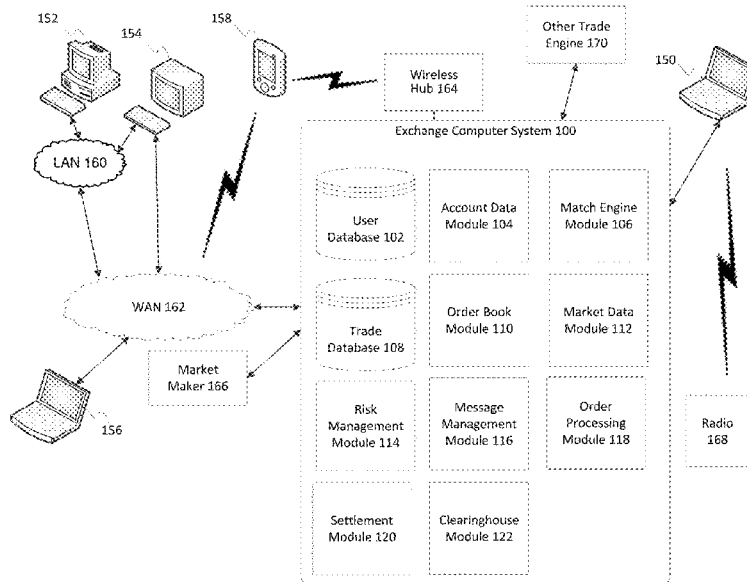 152
154
158
Other Trade
Engine 170
150
Wireless
Hub 164
Exchange Computer System 100
LAN 160
User
Database 102
Account Data
Module 104
Match Engine
Module 106
WAN 162
Trade
Database 108
Order Book
Module 110
Market Data
Module 112
Market
Maker 166
156
Risk
Management
Module 114
Message
Management
Module 116
Order
Processing
Module 118
Radio
168
Settlement
Module 120
Clearinghouse
Module 122